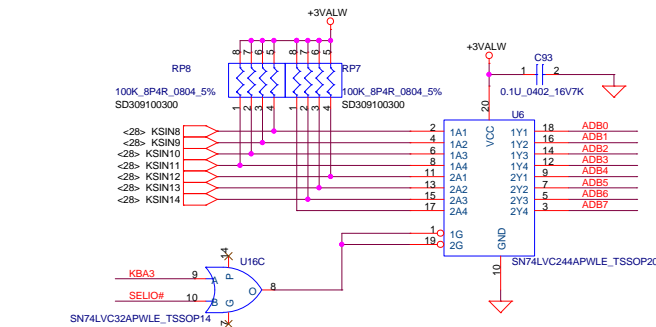 +3VALW
8 7 6 5 8 7 6 5
RP8 RP7
100K_8P4R_0804_5% 100K_8P4R_0804_5%
SD309100300 SD309100300
1 2 3 4 1 2 3 4
+3VALW
C93
1 2
0.1U_0402_16V7K
20
U6
VCC
<28> KSIN8 2 1A1 1Y1 18 ADB0
<28> KSIN9 4 1A2 1Y2 16 ADB1
<28> KSIN10 6 1A3 1Y3 14 ADB2
<28> KSIN11 8 1A4 1Y4 12 ADB3
<28> KSIN12 11 2A1 2Y1 9 ADB4
<28> KSIN13 13 2A2 2Y2 7 ADB5
<28> KSIN14 15 2A3 2Y3 5 ADB6
17 2A4 2Y4 3 ADB7
1 1G
19 2G
GND
10
SN74LVC244APWLE_TSSOP20
14
U16C
P
KBA3 9 A
O 8
SELIO# 10 B
G
SN74LVC32APWLE_TSSOP14
7